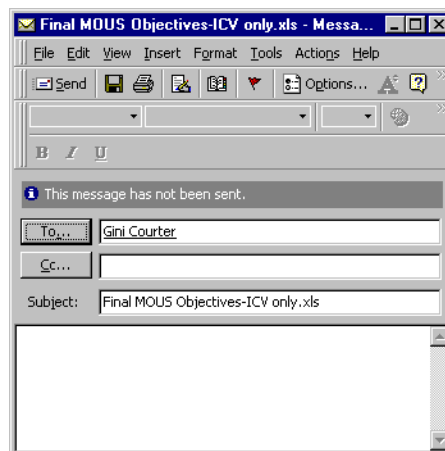 Final MOUS Objectives-ICV only.xls - Messa...
File Edit View Insert Format Tools Actions Help
Send Options... A ?
B I U
This message has not been sent.
To... Gini Courter
Cc...
Subject: Final MOUS Objectives-ICV only.xls